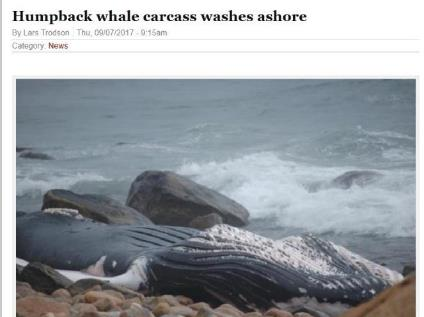 Humpback whale carcass washes ashore
By Lars Trodson | Thu, 09/07/2017 - 9:15am
Category: News